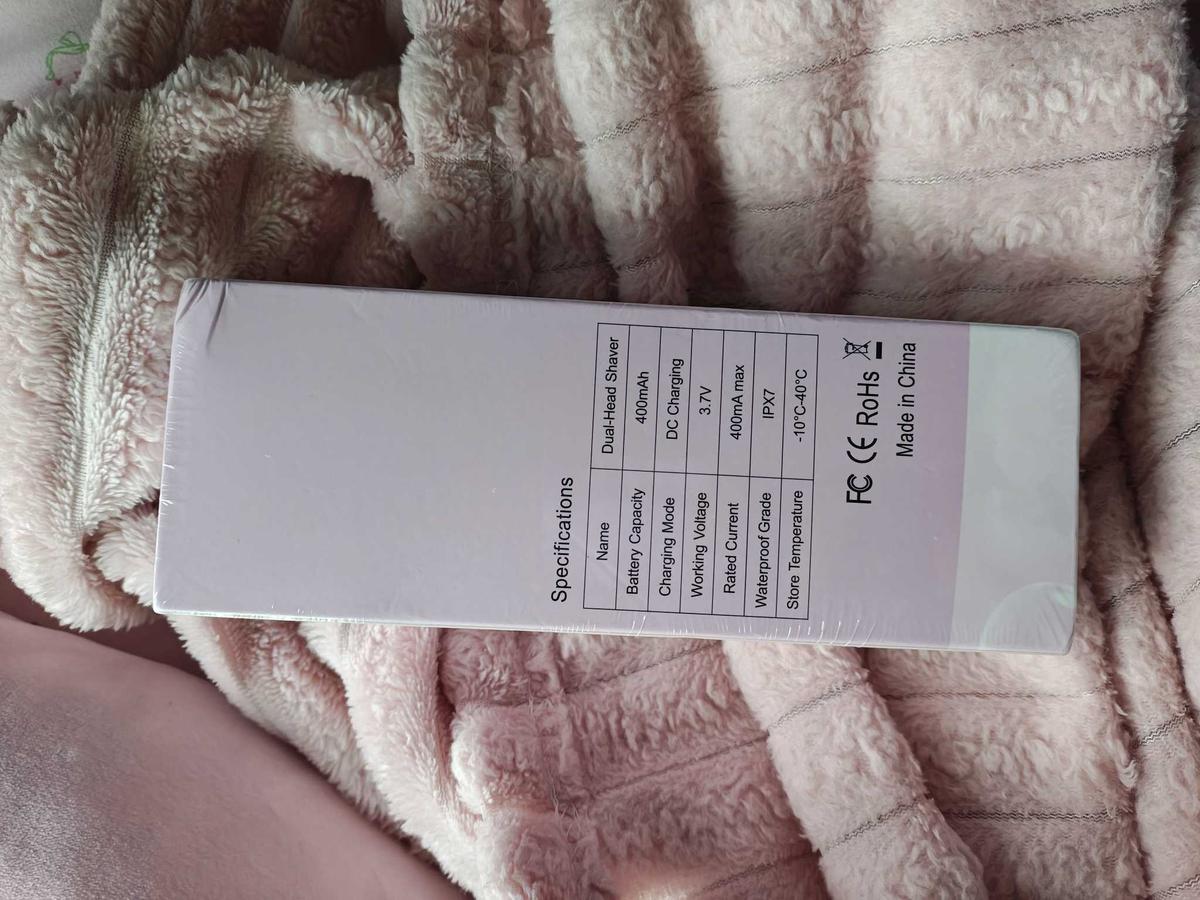 Specifications
Name Dual-Head Shaver
Battery Capacity 400mAh
Charging Mode DC Charging
Working Voltage 3.7V
Rated Current 400mA max
Waterproof Grade IPX7
Store Temperature -10°C-40°C
FC CE RoHs
Made in China